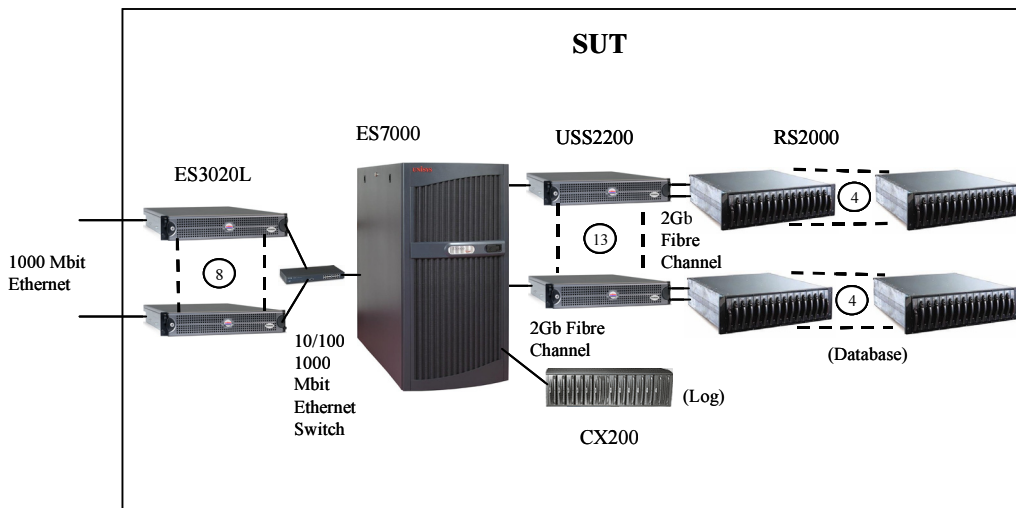 SUT
ES7000
USS2200
RS2000
ES3020L
4
2Gb
Fibre
Channel
13
8
1000 Mbit
Ethernet
4
2Gb Fibre
Channel
10/100
1000
Mbit
Ethernet
Switch
(Database)
(Log)
CX200